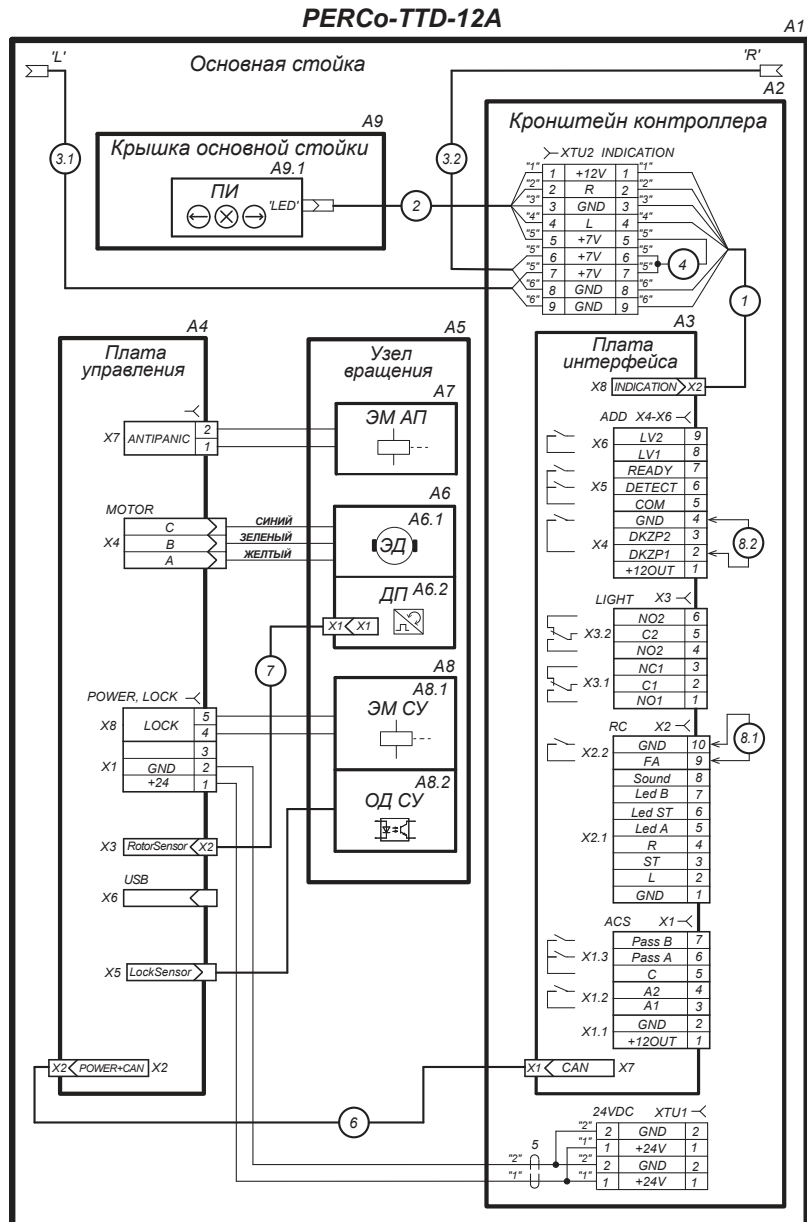 PERCo-TTD-12A
A1
'L'
Основная стойка
'R'
A2
A9
Кронштейн контроллера
Крышка основной стойки
A9.1
ПИ
'LED'
3.1
3.2
2
XTU2 INDICATION
"1" 1 +12V 1 "1"
"2" 2 R 2 "2"
"3" 3 GND 3 "3"
"4" 4 L 4 "4"
"5" 5 +7V 5 "5"
"5" 6 +7V 6 "5"
"5" 7 +7V 7 "5"
"6" 8 GND 8 "6"
"6" 9 GND 9 "6"
4
1
A4
Плата
управления
X7 ANTIPANIC 2
1
MOTOR
X4
C СИНИЙ
B ЗЕЛЕНЫЙ
A ЖЕЛТЫЙ
POWER, LOCK
X8 LOCK 5
4
3
X1 GND 2
+24 1
X3 RotorSensor X2
USB
X6
X5 LockSensor
X2 POWER+CAN X2
7
6
A5
Узел
вращения
A7
ЭМ АП
A6
A6.1
ЭД
ДП A6.2
X1 X1
A8
A8.1
ЭМ СУ
A8.2
ОД СУ
A3
Плата
интерфейса
X8 INDICATION X2
ADD X4-X6
X6 LV2 9
LV1 8
READY 7
X5 DETECT 6
COM 5
GND 4
X4 DKZP2 3
DKZP1 2
+12OUT 1
8.2
LIGHT X3
NO2 6
X3.2 C2 5
NO2 4
NC1 3
X3.1 C1 2
NO1 1
RC X2
X2.2 GND 10
FA 9
8.1
Sound 8
Led B 7
Led ST 6
X2.1 Led A 5
R 4
ST 3
L 2
GND 1
ACS X1
Pass B 7
X1.3 Pass A 6
C 5
X1.2 A2 4
A1 3
X1.1 GND 2
+12OUT 1
X1 CAN X7
24VDC XTU1
"2" 2 GND 2
"1" 1 +24V 1
"2" 5 "2" 2 GND 2
"1" "1" 1 +24V 1